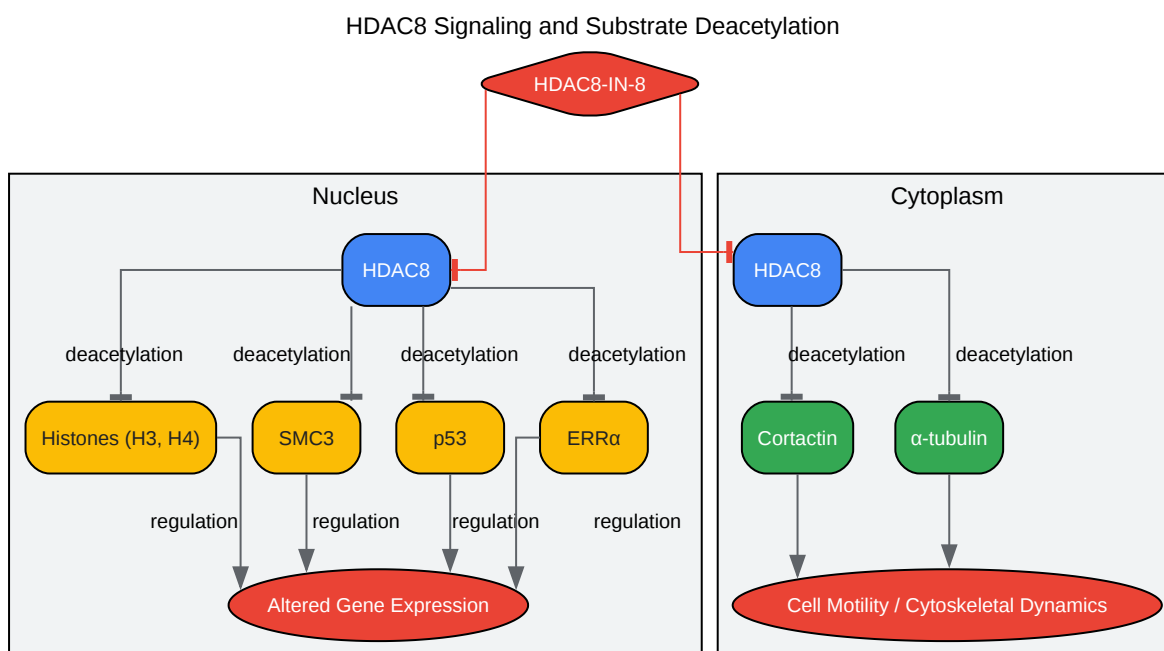 HDAC8 Signaling and Substrate Deacetylation
HDAC8-IN-8
Nucleus
Cytoplasm
HDAC8
HDAC8
deacetylation
deacetylation
deacetylation
deacetylation
deacetylation
deacetylation
Histones (H3, H4)
SMC3
p53
ERRα
Cortactin
α-tubulin
regulation
regulation
regulation
regulation
Altered Gene Expression
Cell Motility / Cytoskeletal Dynamics